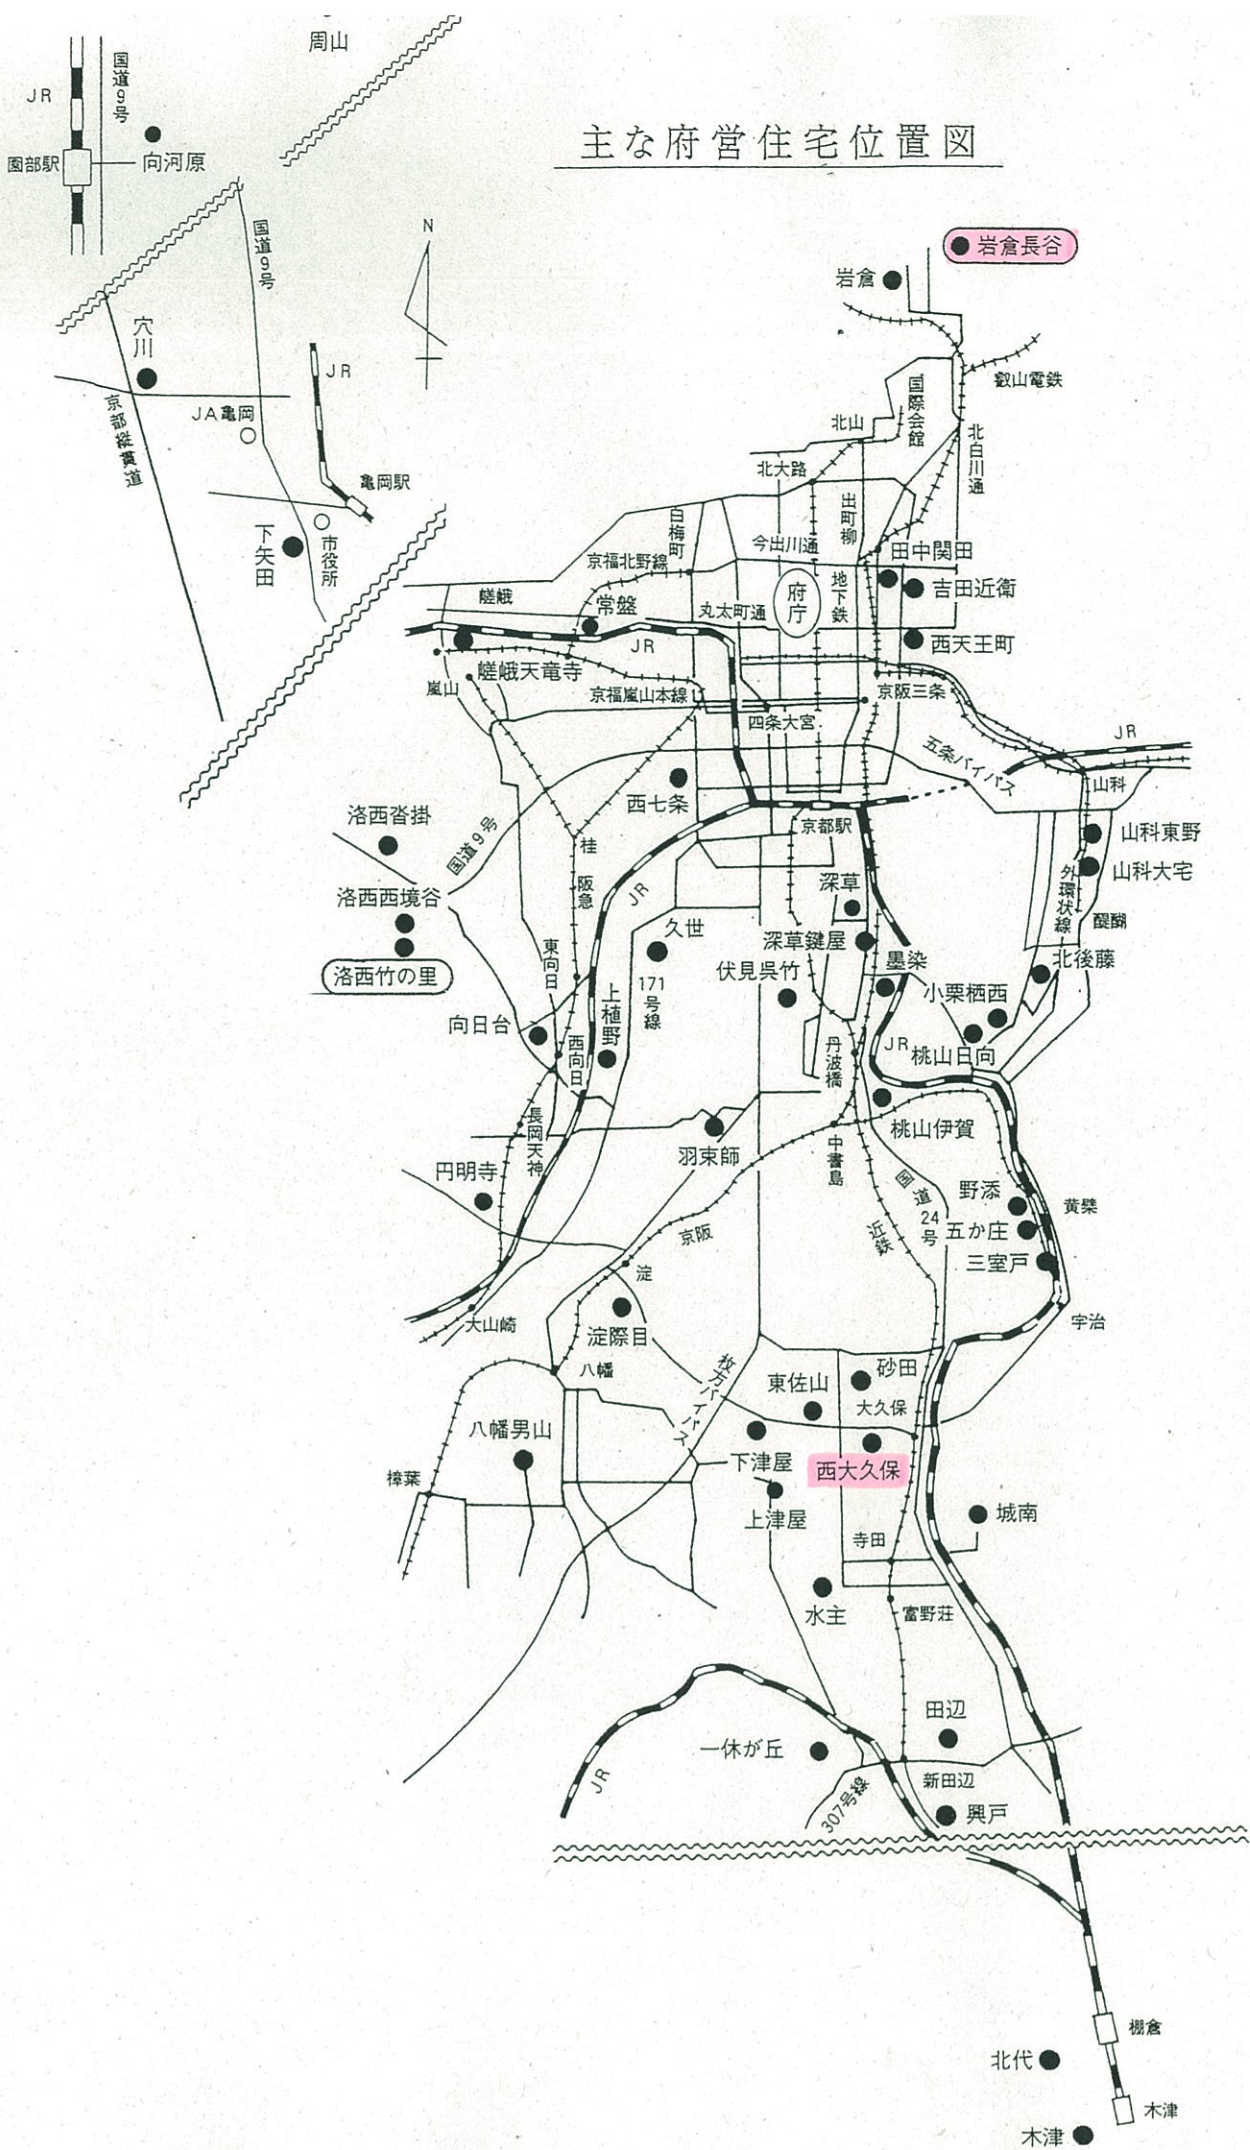 周山
国道9号
JR
園部駅
向河原
主な府営住宅位置図
国道9号
N
岩倉長谷
岩倉
穴川
JR
叡山電鉄
京都縦貫道
JA亀岡
国際会館
北山
北白川通
北大路
亀岡駅
出町柳
白梅町
下矢田
市役所
今出川通
田中関田
京福北野線
府庁
地下鉄
吉田近衛
嵯峨
常盤
丸太町通
西天王町
JR
嵯峨天竜寺
嵐山
京福嵐山本線
京阪三条
四条大宮
五条バイパス
JR
山科
西七条
洛西沓掛
国道9号
桂
京都駅
山科東野
山科大宅
阪急
JR
深草
外環状線
洛西西境谷
醍醐
久世
深草鍵屋
墨染
北後藤
東向日
伏見呉竹
洛西竹の里
171号線
上植野
小栗栖西
向日台
西向日
丹波橋
JR
桃山日向
長岡天神
桃山伊賀
羽束師
中書島
円明寺
国道24号
野添
黄檗
五か庄
近鉄
京阪
三室戸
淀
大山崎
淀際目
宇治
八幡
枚方バイパス
砂田
東佐山
大久保
八幡男山
下津屋
西大久保
樟葉
上津屋
城南
寺田
水主
富野荘
田辺
一休が丘
JR
新田辺
307号線
興戸
棚倉
北代
木津
木津